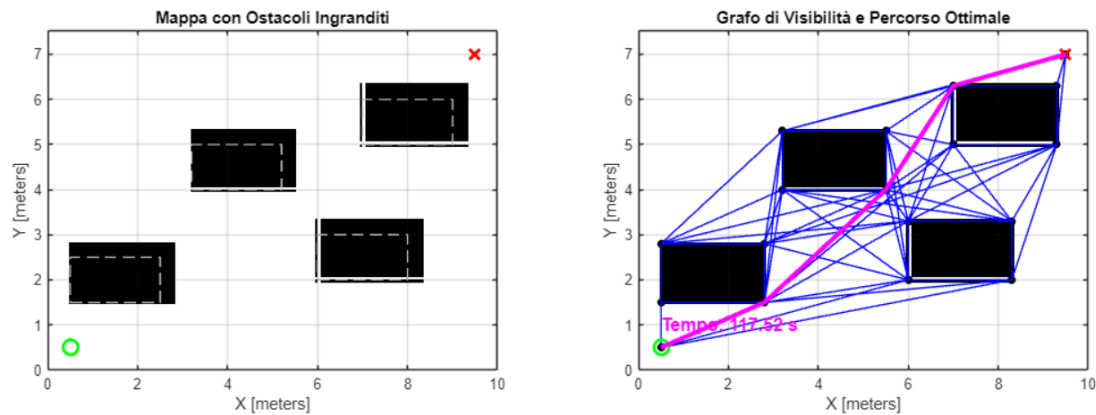 Mappa con Ostacoli Ingranditi
7
6
5
4
3
2
1
0
Y [meters]
0 2 4 6 8 10
X [meters]
Grafo di Visibilità e Percorso Ottimale
7
6
5
4
3
2
1
0
Y [meters]
Tempo: 117.52 s
0 2 4 6 8 10
X [meters]